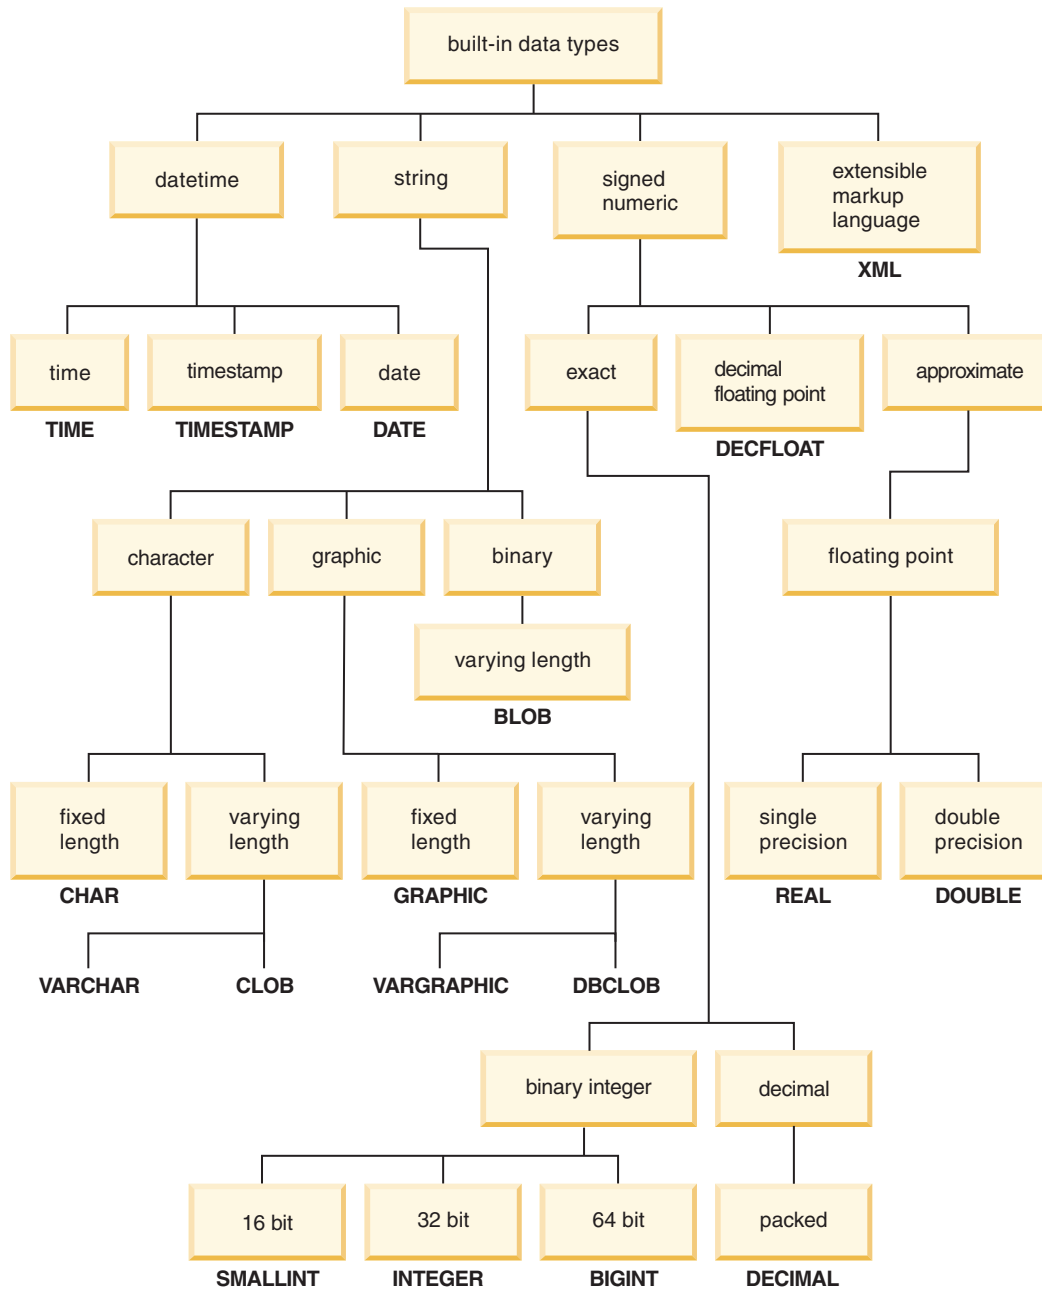 built-in data types
datetime
string
signed
numeric
extensible
markup
language
XML
time
timestamp
date
exact
decimal
floating point
approximate
TIME
TIMESTAMP
DATE
DECFLOAT
character
graphic
binary
floating point
varying length
BLOB
fixed
length
varying
length
fixed
length
varying
length
single
precision
double
precision
CHAR
GRAPHIC
REAL
DOUBLE
VARCHAR
CLOB
VARGRAPHIC
DBCLOB
binary integer
decimal
16 bit
32 bit
64 bit
packed
SMALLINT
INTEGER
BIGINT
DECIMAL